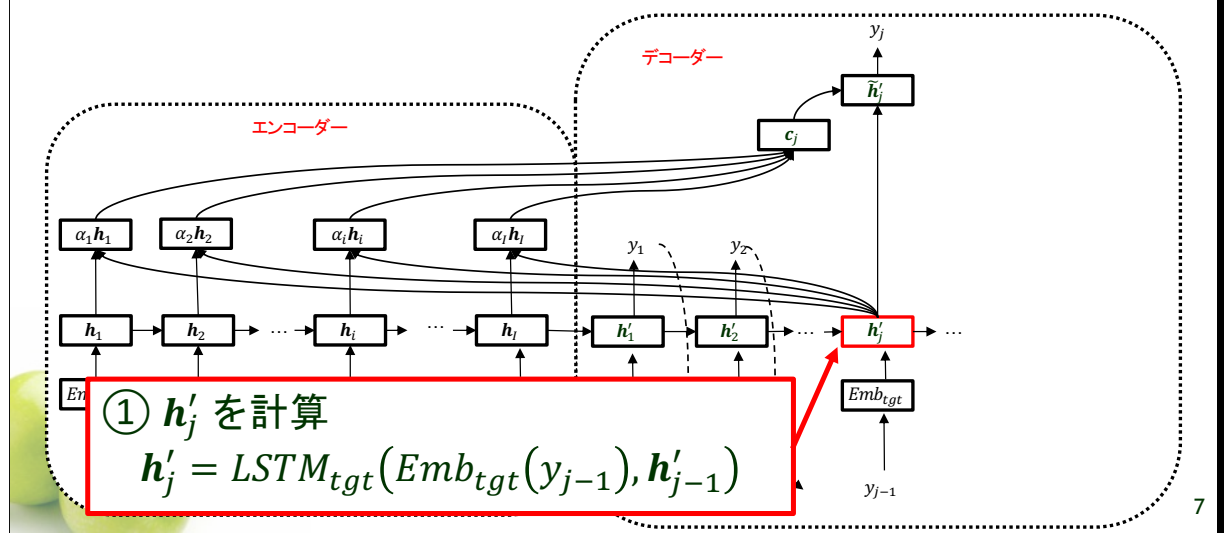 y_j
デコーダー
h̃′_j
エンコーダー
c_j
α_1h_1
α_2h_2
α_ih_i
α_Ih_I
y_1
y_2
h_1
h_2
...
h_i
...
h_I
h′_1
h′_2
...
h′_j
...
Emb_tgt
① h′_j を計算
h′_j = LSTM_tgt(Emb_tgt(y_{j−1}), h′_{j−1})
y_{j−1}
7